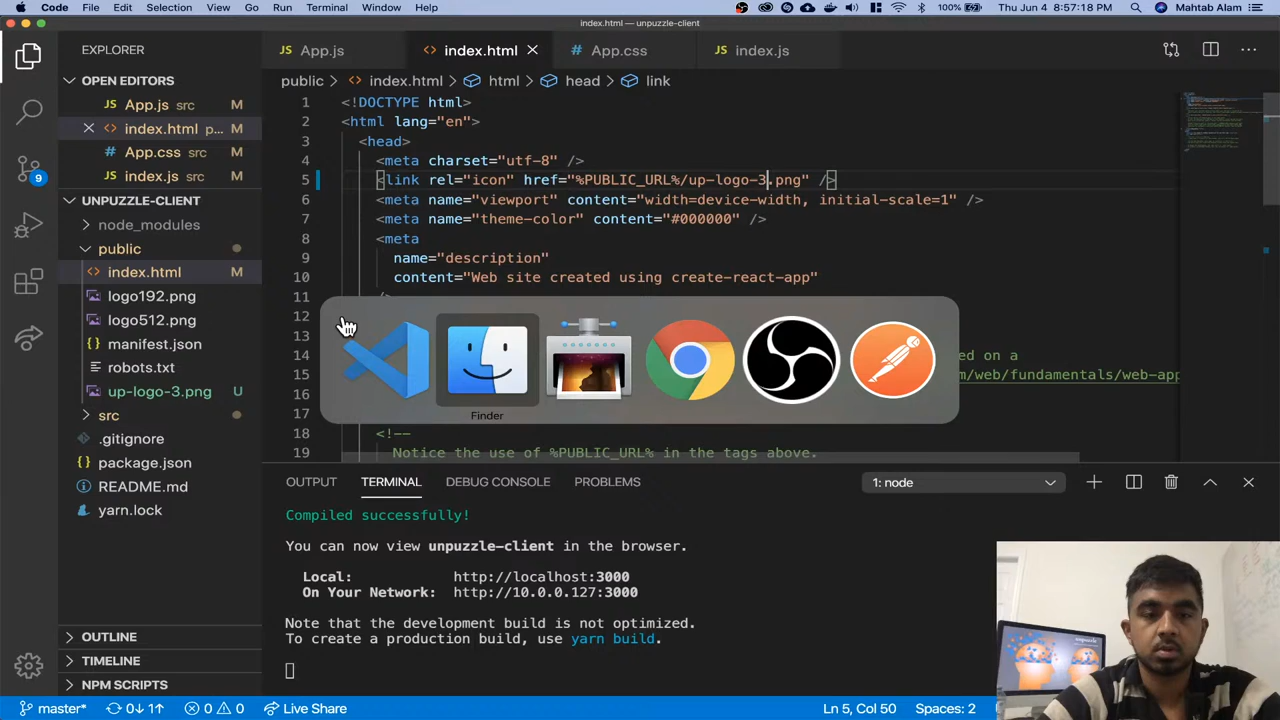 Code File Edit Selection View Go Run Terminal Window Help 100% Thu Jun 4 8:57:18 PM Mahtab Alam
index.html — unpuzzle-client
EXPLORER
App.js index.html App.css index.js
OPEN EDITORS
public > index.html > html > head > link
App.js src M
index.html p... M
App.css src M
index.js src M
UNPUZZLE-CLIENT
node_modules
public
index.html M
logo192.png
logo512.png
manifest.json
robots.txt
up-logo-3.png U
src
.gitignore
package.json
README.md
yarn.lock
OUTLINE
TIMELINE
NPM SCRIPTS
9
1 <!DOCTYPE html>
2 <html lang="en">
3 <head>
4 <meta charset="utf-8" />
5 <link rel="icon" href="%PUBLIC_URL%/up-logo-3.png" />
6 <meta name="viewport" content="width=device-width, initial-scale=1" />
7 <meta name="theme-color" content="#000000" />
8 <meta
9 name="description"
10 content="Web site created using create-react-app"
11 />
12
13
14 ed on a
15 m/web/fundamentals/web-app
16
17
18 <!--
19 Notice the use of %PUBLIC_URL% in the tags above.
Finder
OUTPUT TERMINAL DEBUG CONSOLE PROBLEMS 1: node
Compiled successfully!
You can now view unpuzzle-client in the browser.
Local: http://localhost:3000
On Your Network: http://10.0.0.127:3000
Note that the development build is not optimized.
To create a production build, use yarn build.
master* 0↓ 1↑ 0 0 Live Share Ln 5, Col 50 Spaces: 2